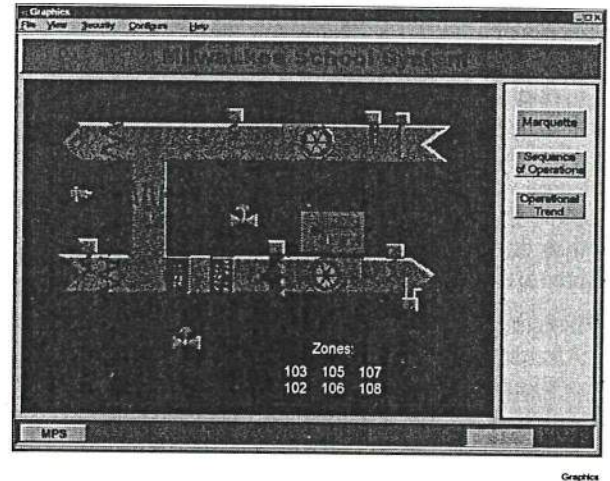 Graphics
File View Security Configure Help
Milwaukee School System
Marquette
Sequence
of Operations
Operational
Trend
Zones:
103 105 107
102 106 108
MPS
Graphics